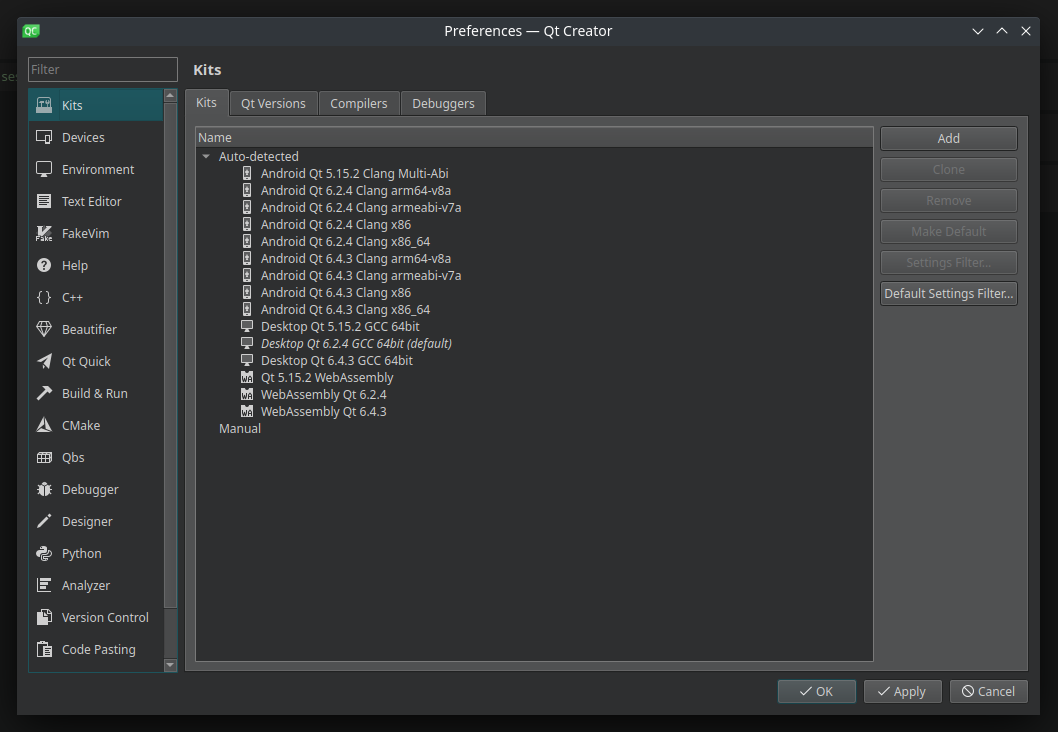 Preferences — Qt Creator
Filter
Kits
Devices
Environment
Text Editor
FakeVim
Help
C++
Beautifier
Qt Quick
Build & Run
CMake
Qbs
Debugger
Designer
Python
Analyzer
Version Control
Code Pasting
Kits
Kits Qt Versions Compilers Debuggers
Name
Auto-detected
Android Qt 5.15.2 Clang Multi-Abi
Android Qt 6.2.4 Clang arm64-v8a
Android Qt 6.2.4 Clang armeabi-v7a
Android Qt 6.2.4 Clang x86
Android Qt 6.2.4 Clang x86_64
Android Qt 6.4.3 Clang arm64-v8a
Android Qt 6.4.3 Clang armeabi-v7a
Android Qt 6.4.3 Clang x86
Android Qt 6.4.3 Clang x86_64
Desktop Qt 5.15.2 GCC 64bit
Desktop Qt 6.2.4 GCC 64bit (default)
Desktop Qt 6.4.3 GCC 64bit
Qt 5.15.2 WebAssembly
WebAssembly Qt 6.2.4
WebAssembly Qt 6.4.3
Manual
Add
Clone
Remove
Make Default
Settings Filter...
Default Settings Filter...
OK Apply Cancel